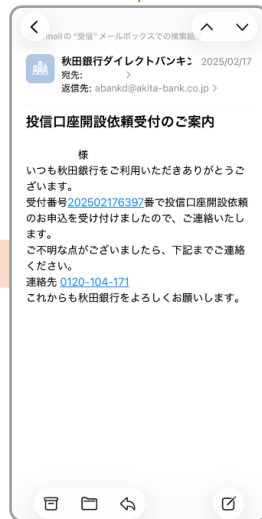 mailの"受信"メールボックスでの検索結
秋田銀行ダイレクトバンキン 2025/02/17
宛先:
返信先: abankd@akita-bank.co.jp
投信口座開設依頼受付のご案内
様
いつも秋田銀行をご利用いただきありがとうご
ざいます。
受付番号202502176397番で投信口座開設依頼
のお申込を受け付けましたので、ご連絡いたし
ます。
ご不明な点がございましたら、下記までご連絡
ください。
連絡先 0120-104-171
これからも秋田銀行をよろしくお願いします。